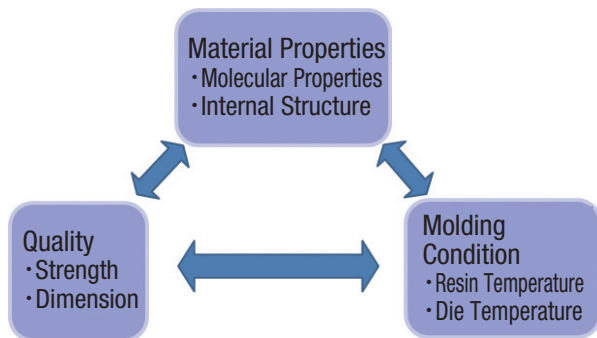 Material Properties
・Molecular Properties
・Internal Structure
Quality
・Strength
・Dimension
Molding
Condition
・Resin Temperature
・Die Temperature